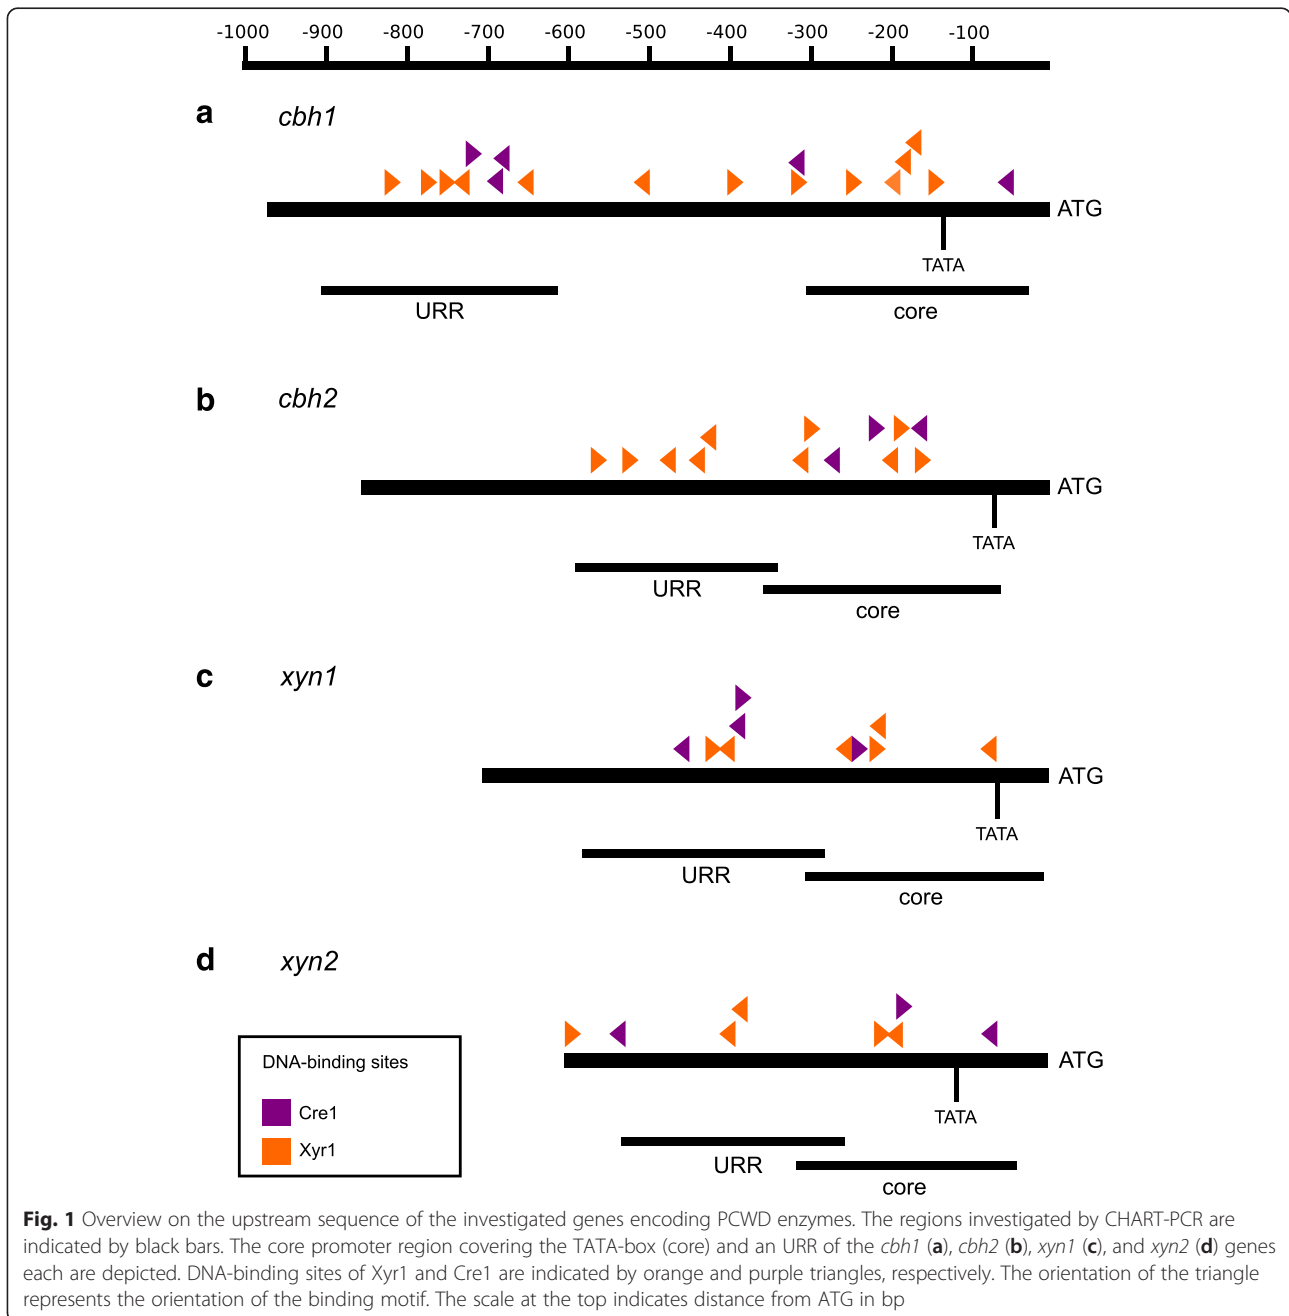 -1000 -900 -800 -700 -600 -500 -400 -300 -200 -100
a cbh1
ATG
TATA
URR core
b cbh2
ATG
TATA
URR
core
c xyn1
ATG
TATA
URR
core
d xyn2
DNA-binding sites
ATG
Cre1
TATA
Xyr1
URR
core
Fig. 1 Overview on the upstream sequence of the investigated genes encoding PCWD enzymes. The regions investigated by CHART-PCR are
indicated by black bars. The core promoter region covering the TATA-box (core) and an URR of the cbh1 (a), cbh2 (b), xyn1 (c), and xyn2 (d) genes
each are depicted. DNA-binding sites of Xyr1 and Cre1 are indicated by orange and purple triangles, respectively. The orientation of the triangle
represents the orientation of the binding motif. The scale at the top indicates distance from ATG in bp